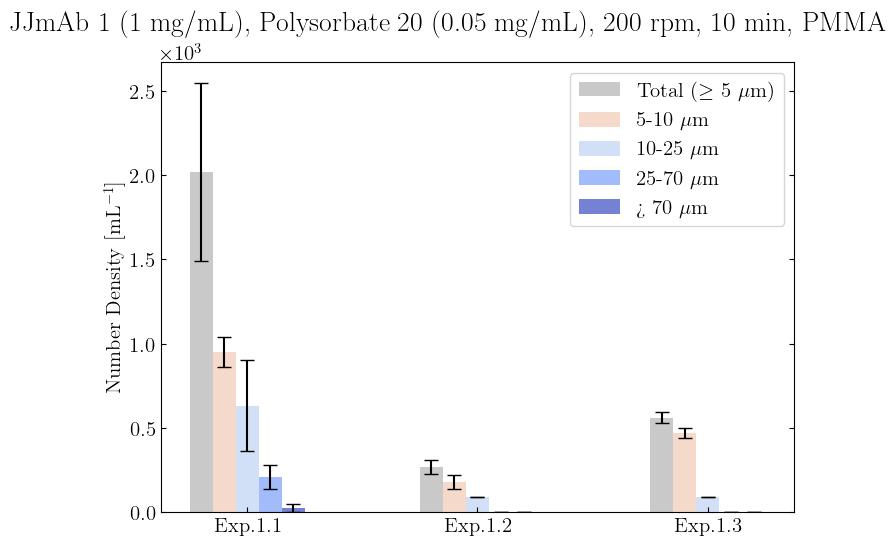 JJmAb 1 (1 mg/mL), Polysorbate 20 (0.05 mg/mL), 200 rpm, 10 min, PMMA
×10³
Number Density [mL⁻¹]
2.5
2.0
1.5
1.0
0.5
0.0
Total (≥ 5 μm)
5-10 μm
10-25 μm
25-70 μm
¿ 70 μm
Exp.1.1 Exp.1.2 Exp.1.3